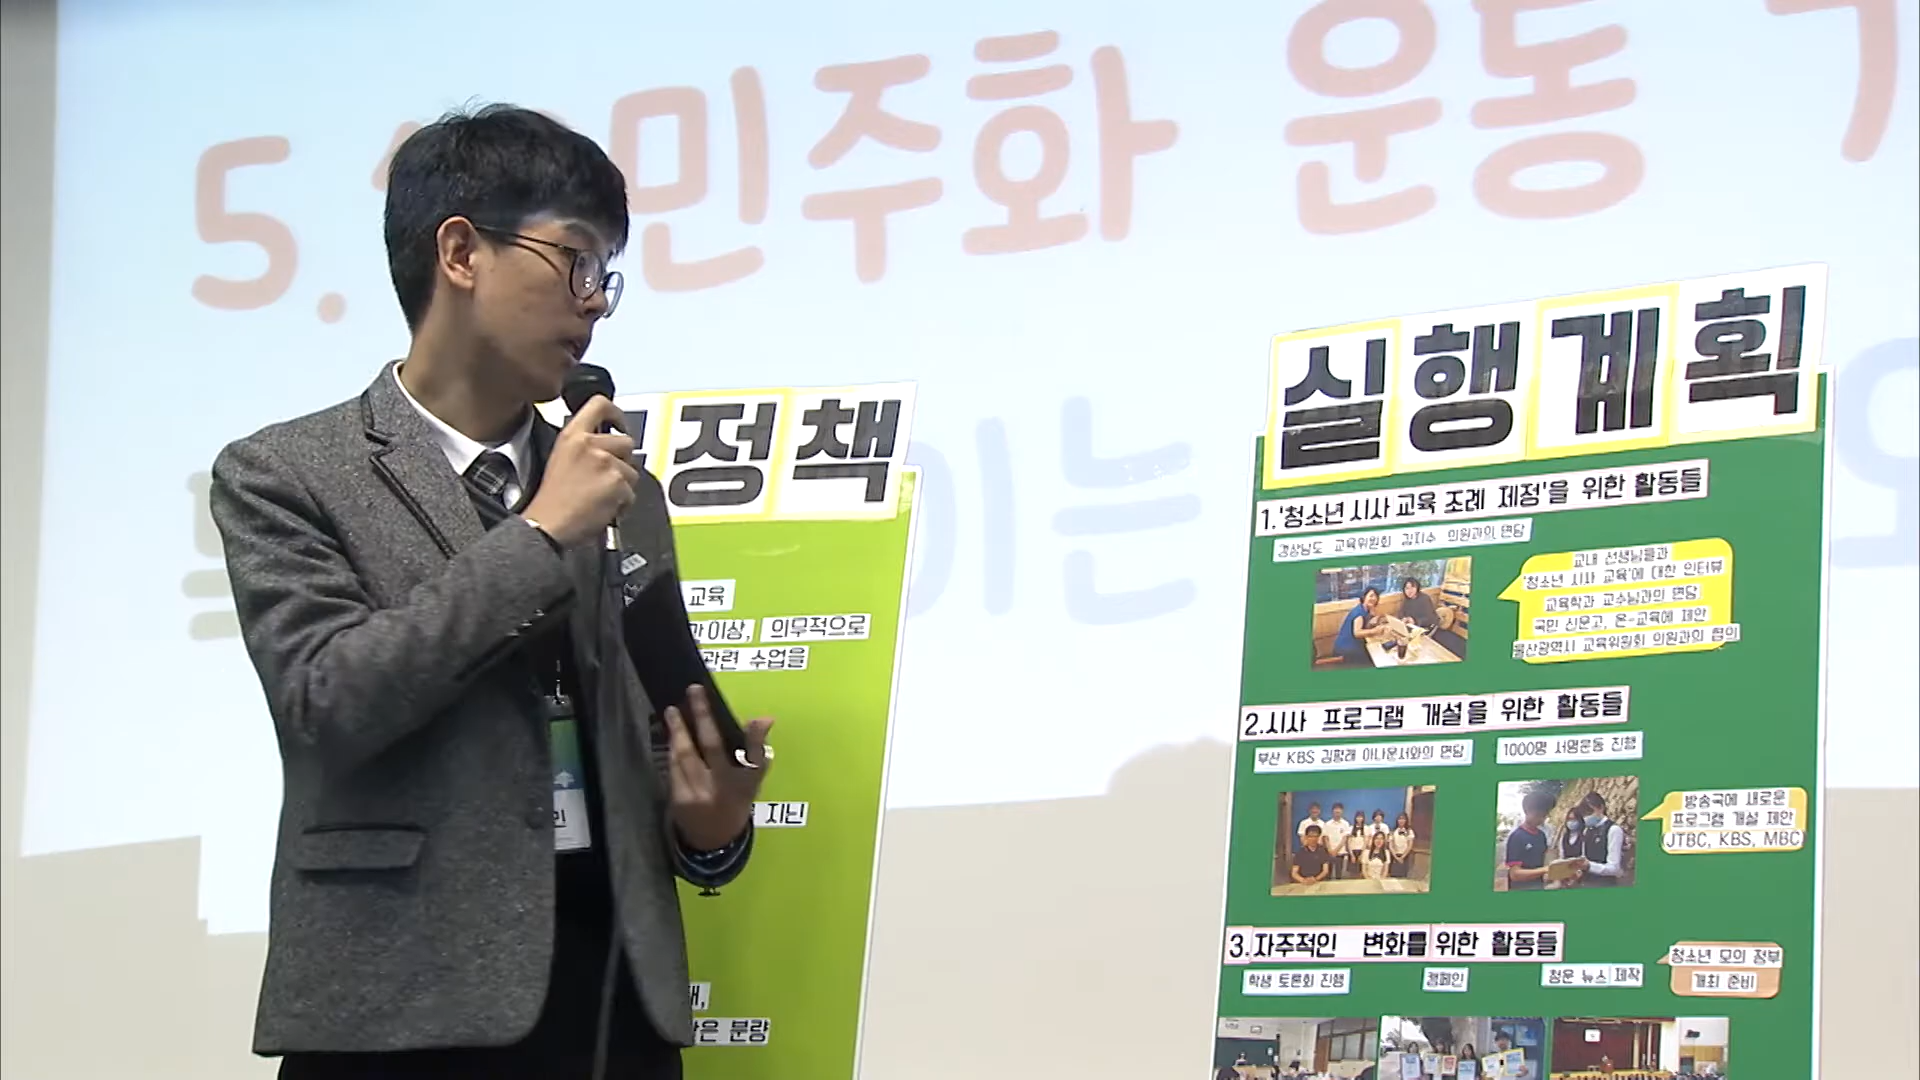 5. 민주화 운동
이는
정책
교육
이상, 의무적으로
관련 수업을
지닌
은 분량
실행계획
1.'청소년 시사 교육 조례 제정'을 위한 활동들
경상남도 교육위원회 김지수 의원과의 면담
교내 선생님들과
'청소년 시사 교육'에 대한 인터뷰
교육학과 교수님과의 면담
국민 신문고, 온-교육에 제안
울산광역시 교육위원회 의원과의 협의
2.시사 프로그램 개설을 위한 활동들
부산 KBS 김평래 아나운서와의 면담
1000명 서명운동 진행
방송국에 새로운
프로그램 개설 제안
(JTBC, KBS, MBC)
3.자주적인 변화를 위한 활동들
학생 토론회 진행
캠페인
청문 뉴스 제작
청소년 모의 정부
개최 준비